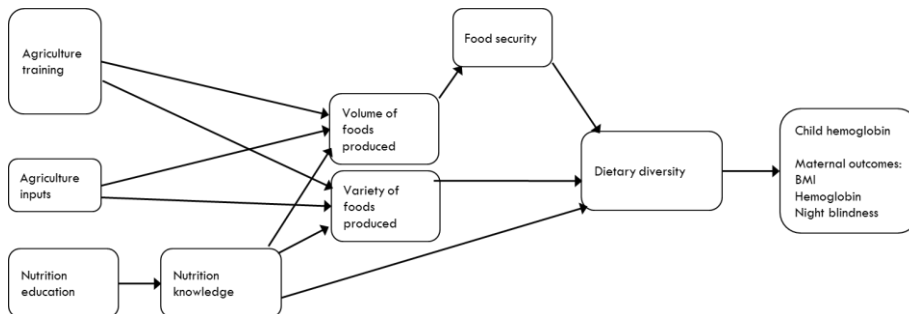 Agriculture
training
Agriculture
inputs
Nutrition
education
Nutrition
knowledge
Volume of
foods
produced
Variety of
foods
produced
Food security
Dietary diversity
Child hemoglobin
Maternal outcomes:
BMI
Hemoglobin
Night blindness